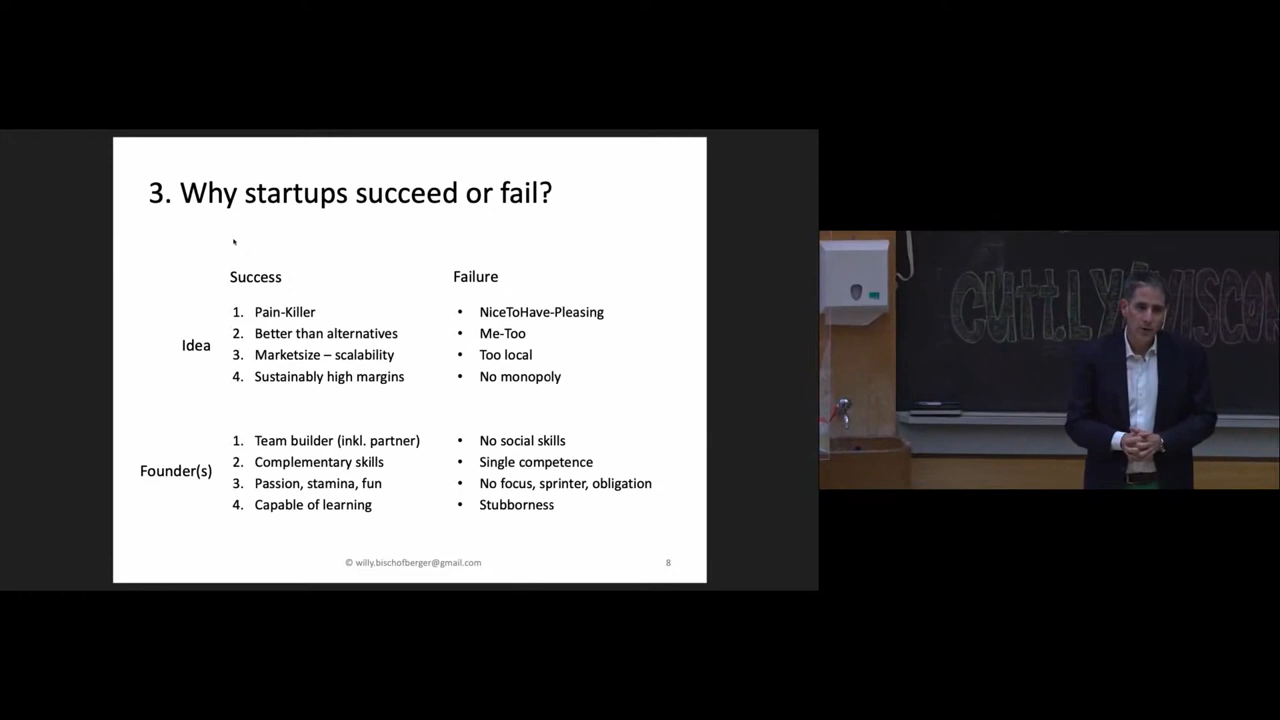 3. Why startups succeed or fail?
Success
Failure
Idea
1. Pain-Killer
• NiceToHave-Pleasing
2. Better than alternatives
• Me-Too
3. Marketsize – scalability
• Too local
4. Sustainably high margins
• No monopoly
Founder(s)
1. Team builder (inkl. partner)
• No social skills
2. Complementary skills
• Single competence
3. Passion, stamina, fun
• No focus, sprinter, obligation
4. Capable of learning
• Stubborness
© willy.bischofberger@gmail.com
8